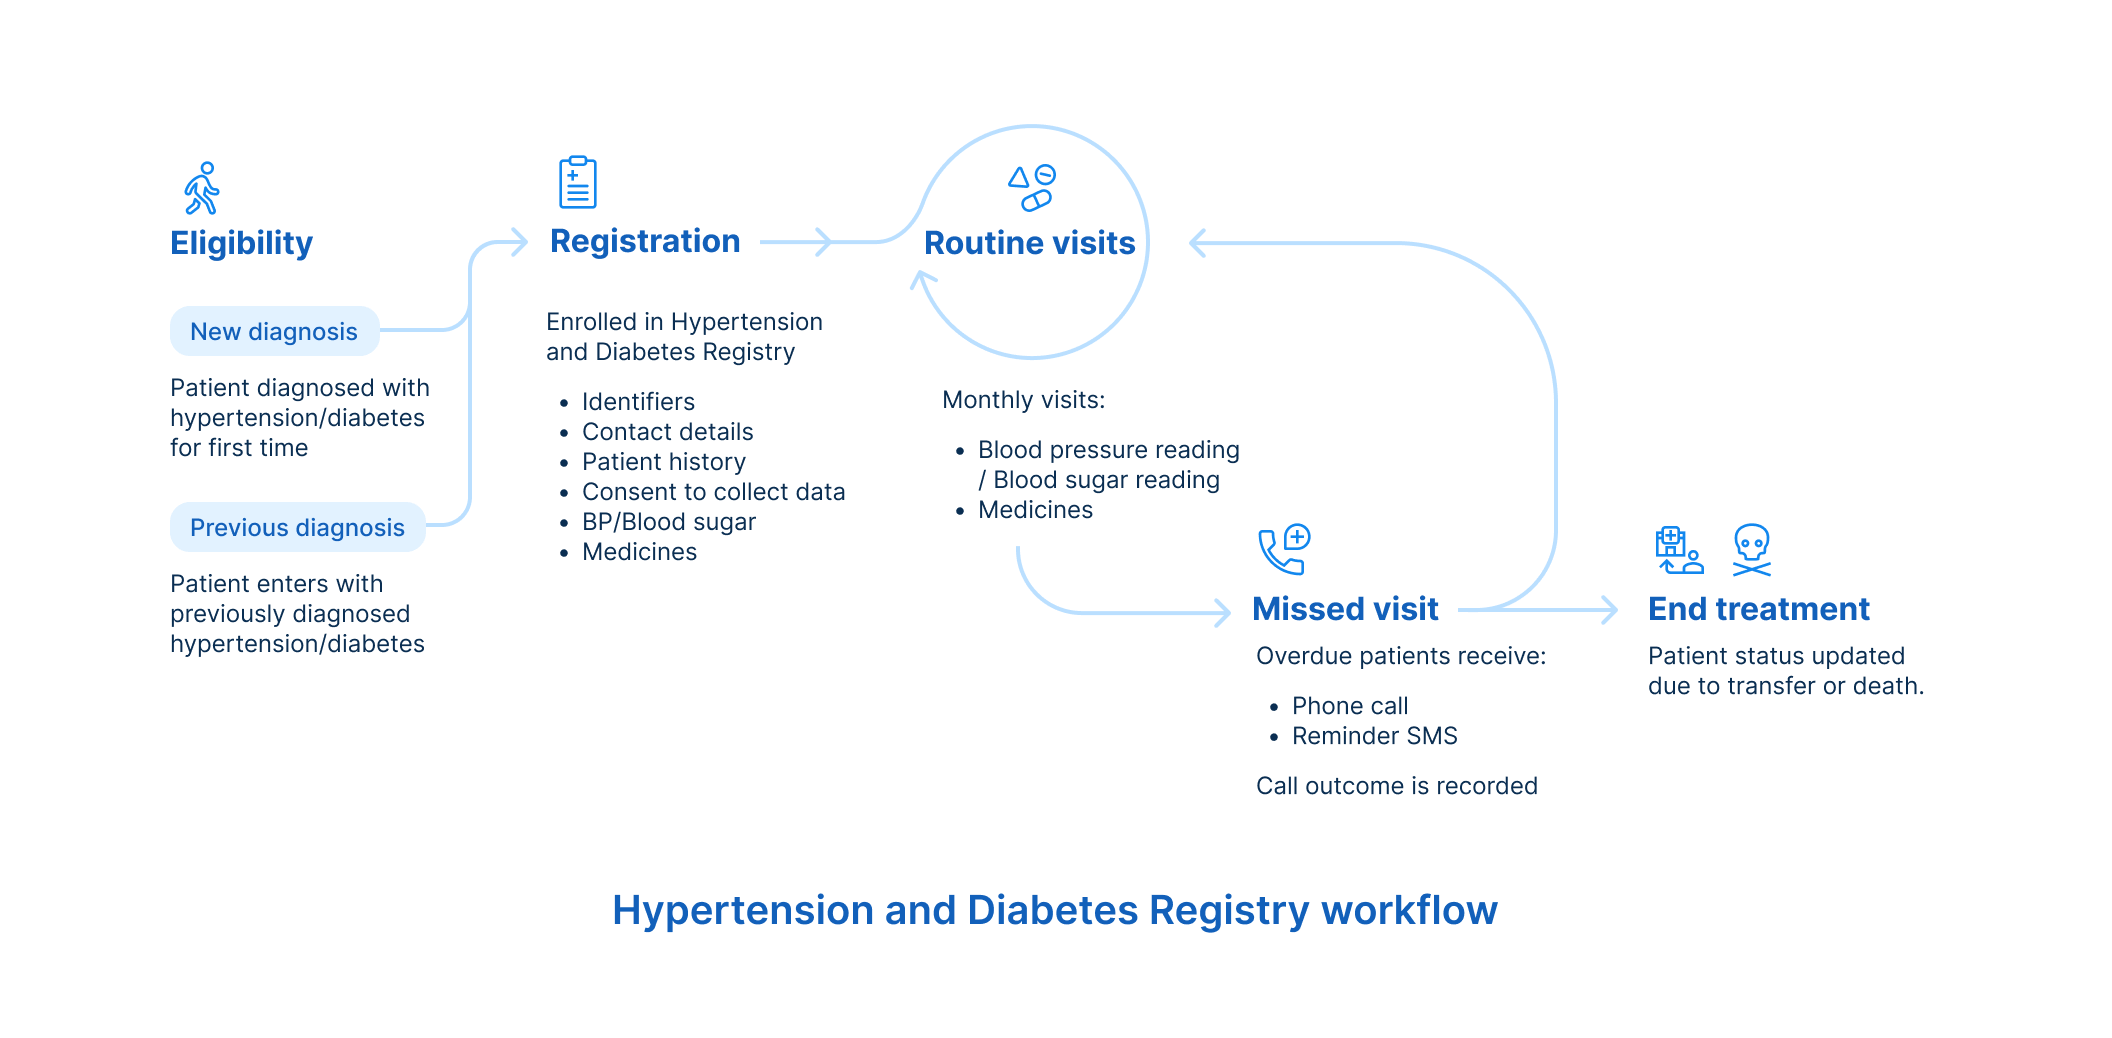 Eligibility
New diagnosis
Patient diagnosed with
hypertension/diabetes
for first time
Previous diagnosis
Patient enters with
previously diagnosed
hypertension/diabetes
Registration
Enrolled in Hypertension
and Diabetes Registry
• Identifiers
• Contact details
• Patient history
• Consent to collect data
• BP/Blood sugar
• Medicines
Routine visits
Monthly visits:
• Blood pressure reading
/ Blood sugar reading
• Medicines
Missed visit
Overdue patients receive:
• Phone call
• Reminder SMS
Call outcome is recorded
End treatment
Patient status updated
due to transfer or death.
Hypertension and Diabetes Registry workflow